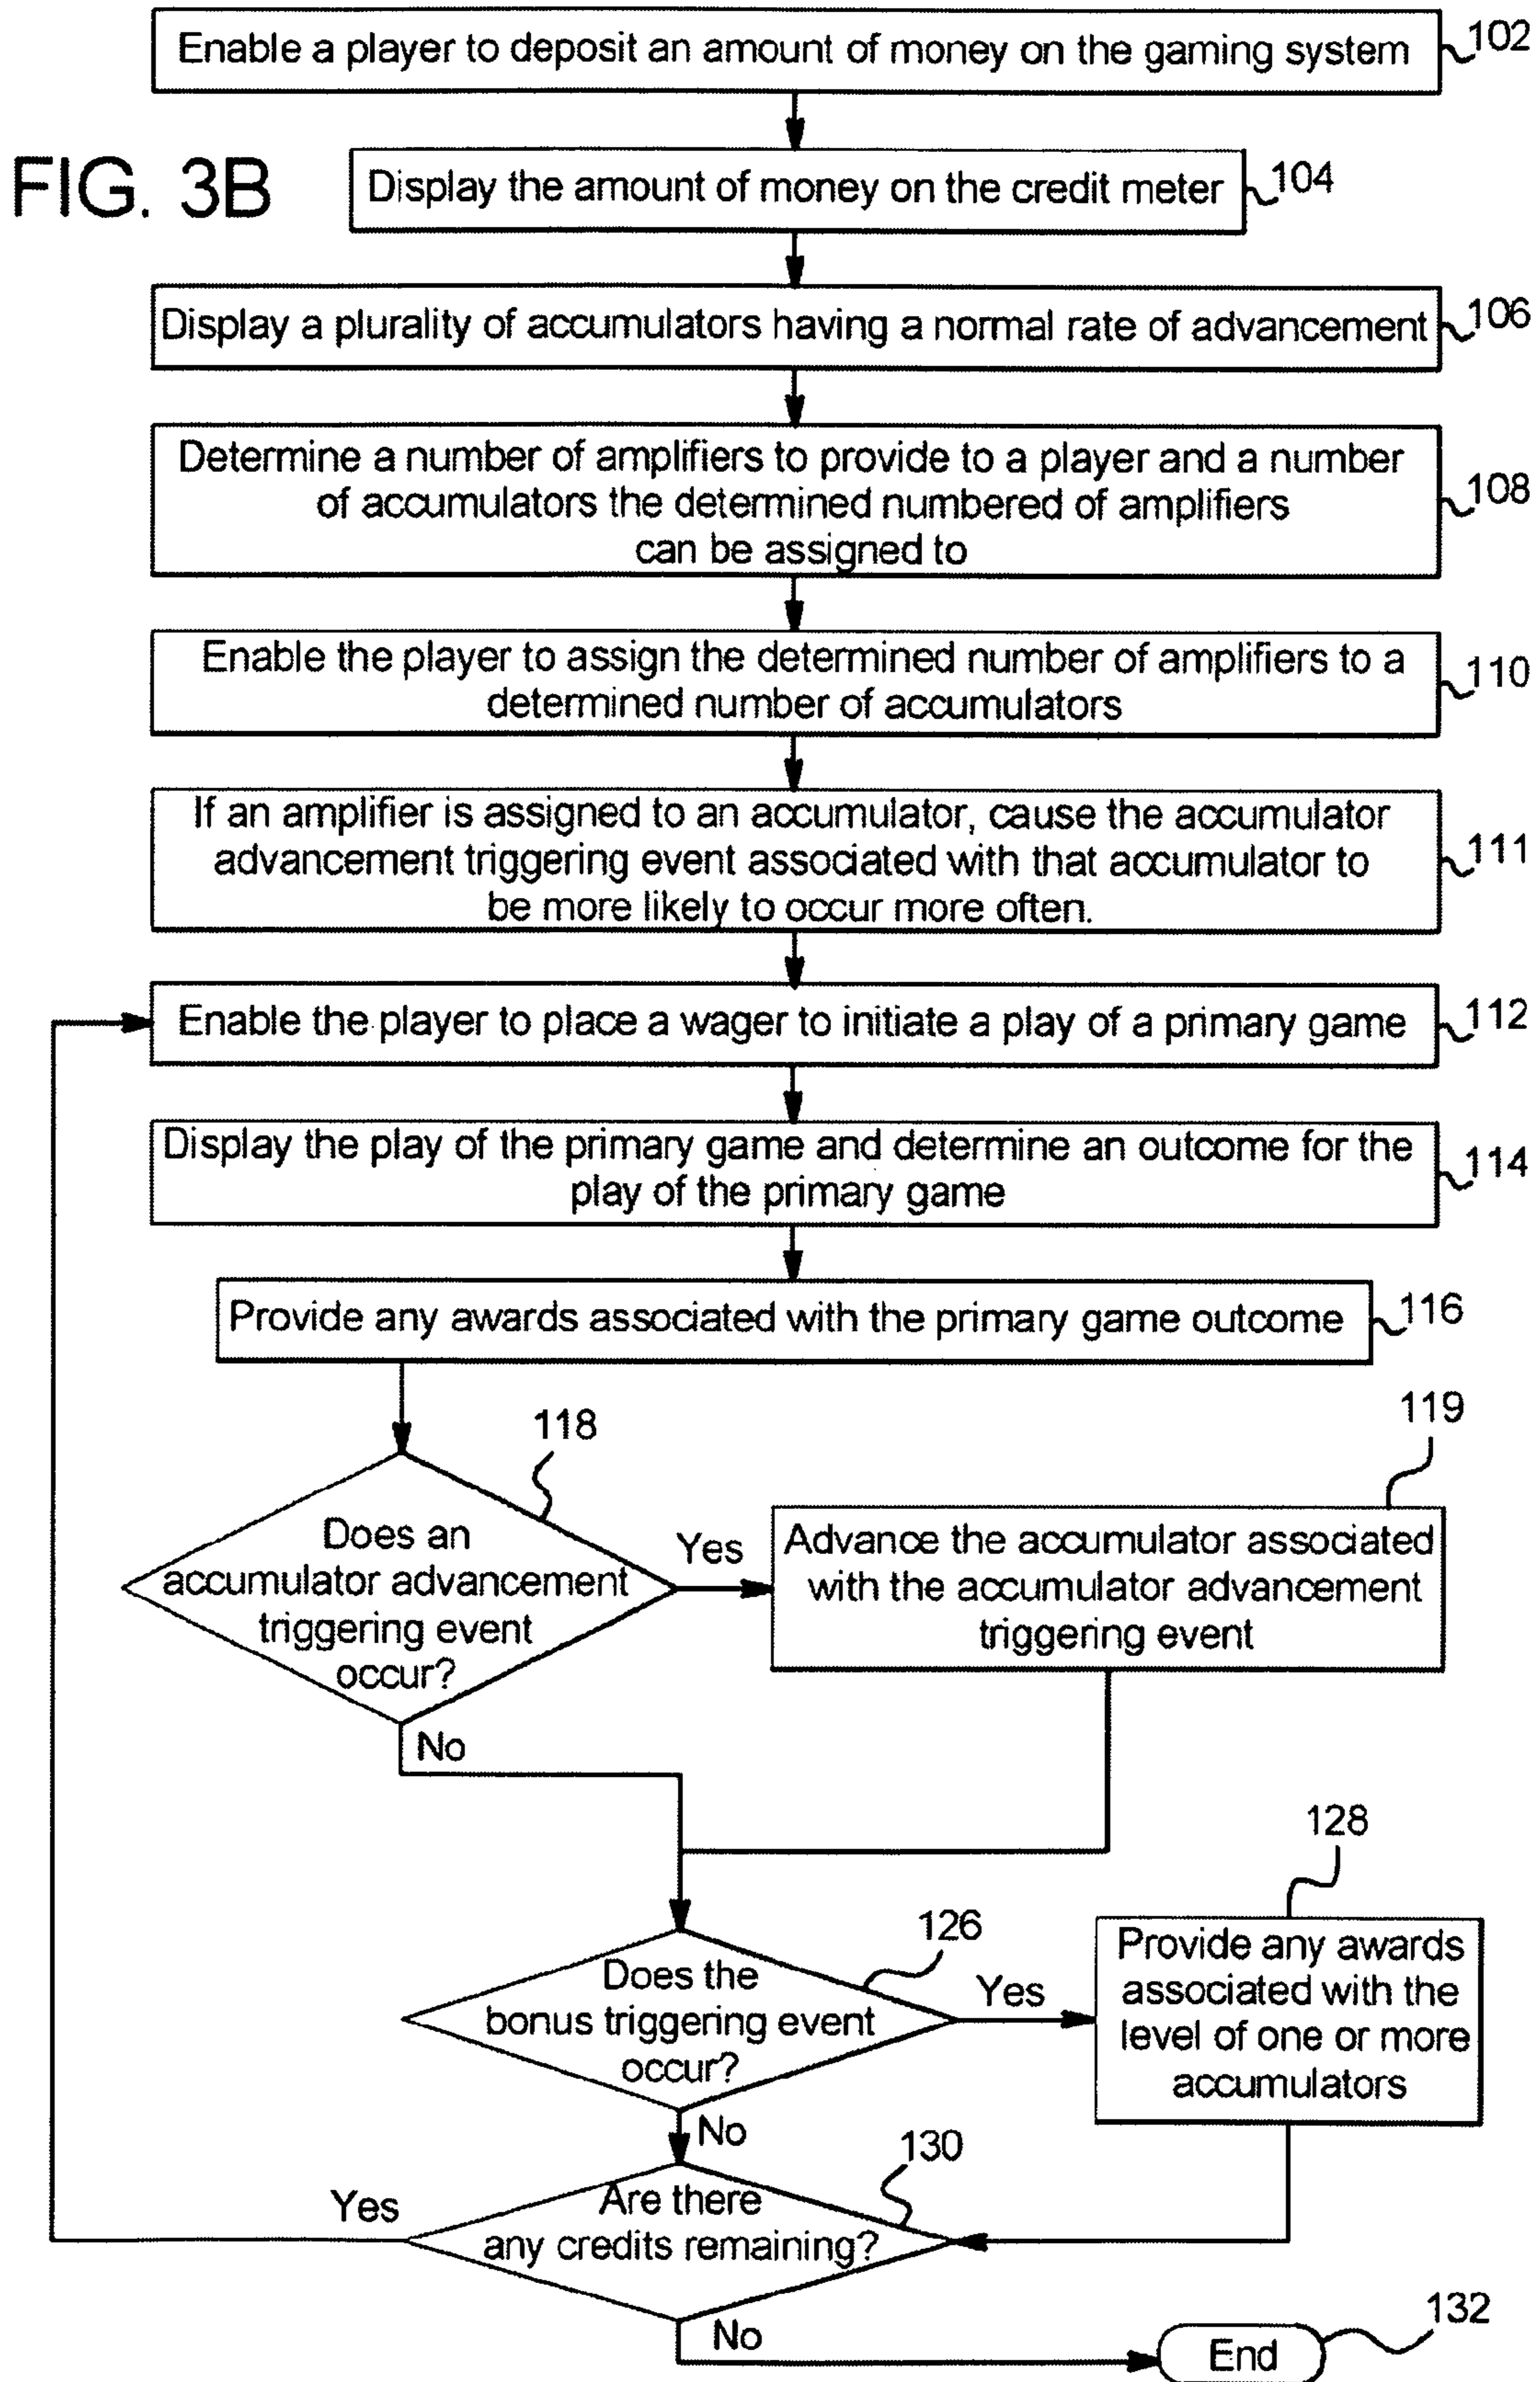 Enable a player to deposit an amount of money on the gaming system
102
FIG. 3B
Display the amount of money on the credit meter
104
Display a plurality of accumulators having a normal rate of advancement
106
Determine a number of amplifiers to provide to a player and a number
of accumulators the determined numbered of amplifiers
can be assigned to
108
Enable the player to assign the determined number of amplifiers to a
determined number of accumulators
110
If an amplifier is assigned to an accumulator, cause the accumulator
advancement triggering event associated with that accumulator to
be more likely to occur more often.
111
Enable the player to place a wager to initiate a play of a primary game
112
Display the play of the primary game and determine an outcome for the
play of the primary game
114
Provide any awards associated with the primary game outcome
116
118
Does an
accumulator advancement
triggering event
occur?
Yes
119
Advance the accumulator associated
with the accumulator advancement
triggering event
No
126
Does the
bonus triggering event
occur?
Yes
128
Provide any awards
associated with the
level of one or more
accumulators
No
130
Are there
any credits remaining?
Yes
No
132
End